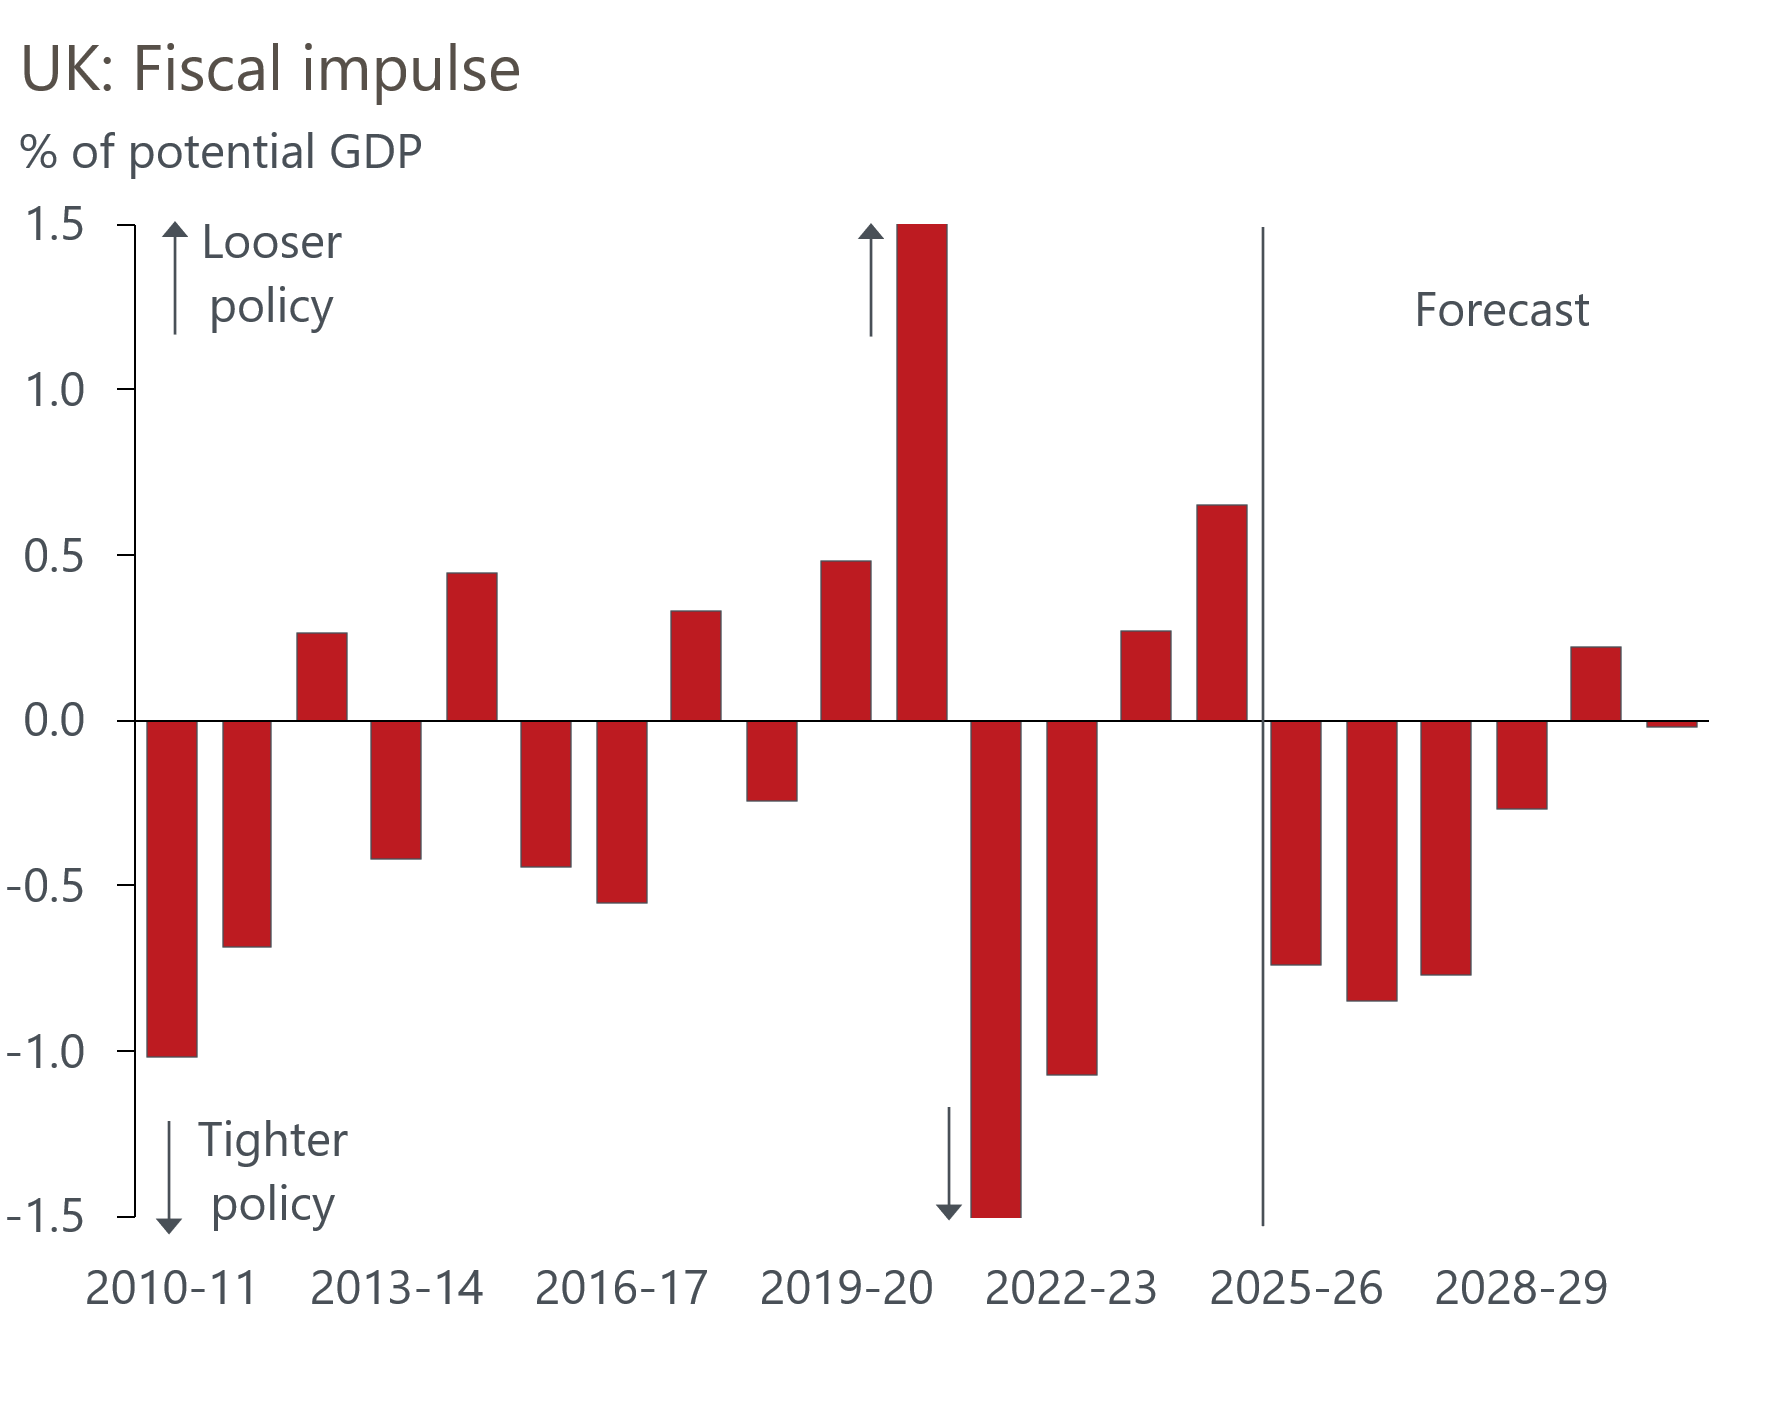 UK: Fiscal impulse
% of potential GDP
1.5
Looser
policy
Forecast
1.0
0.5
0.0
-0.5
-1.0
Tighter
policy
-1.5
2010-11 2013-14 2016-17 2019-20 2022-23 2025-26 2028-29